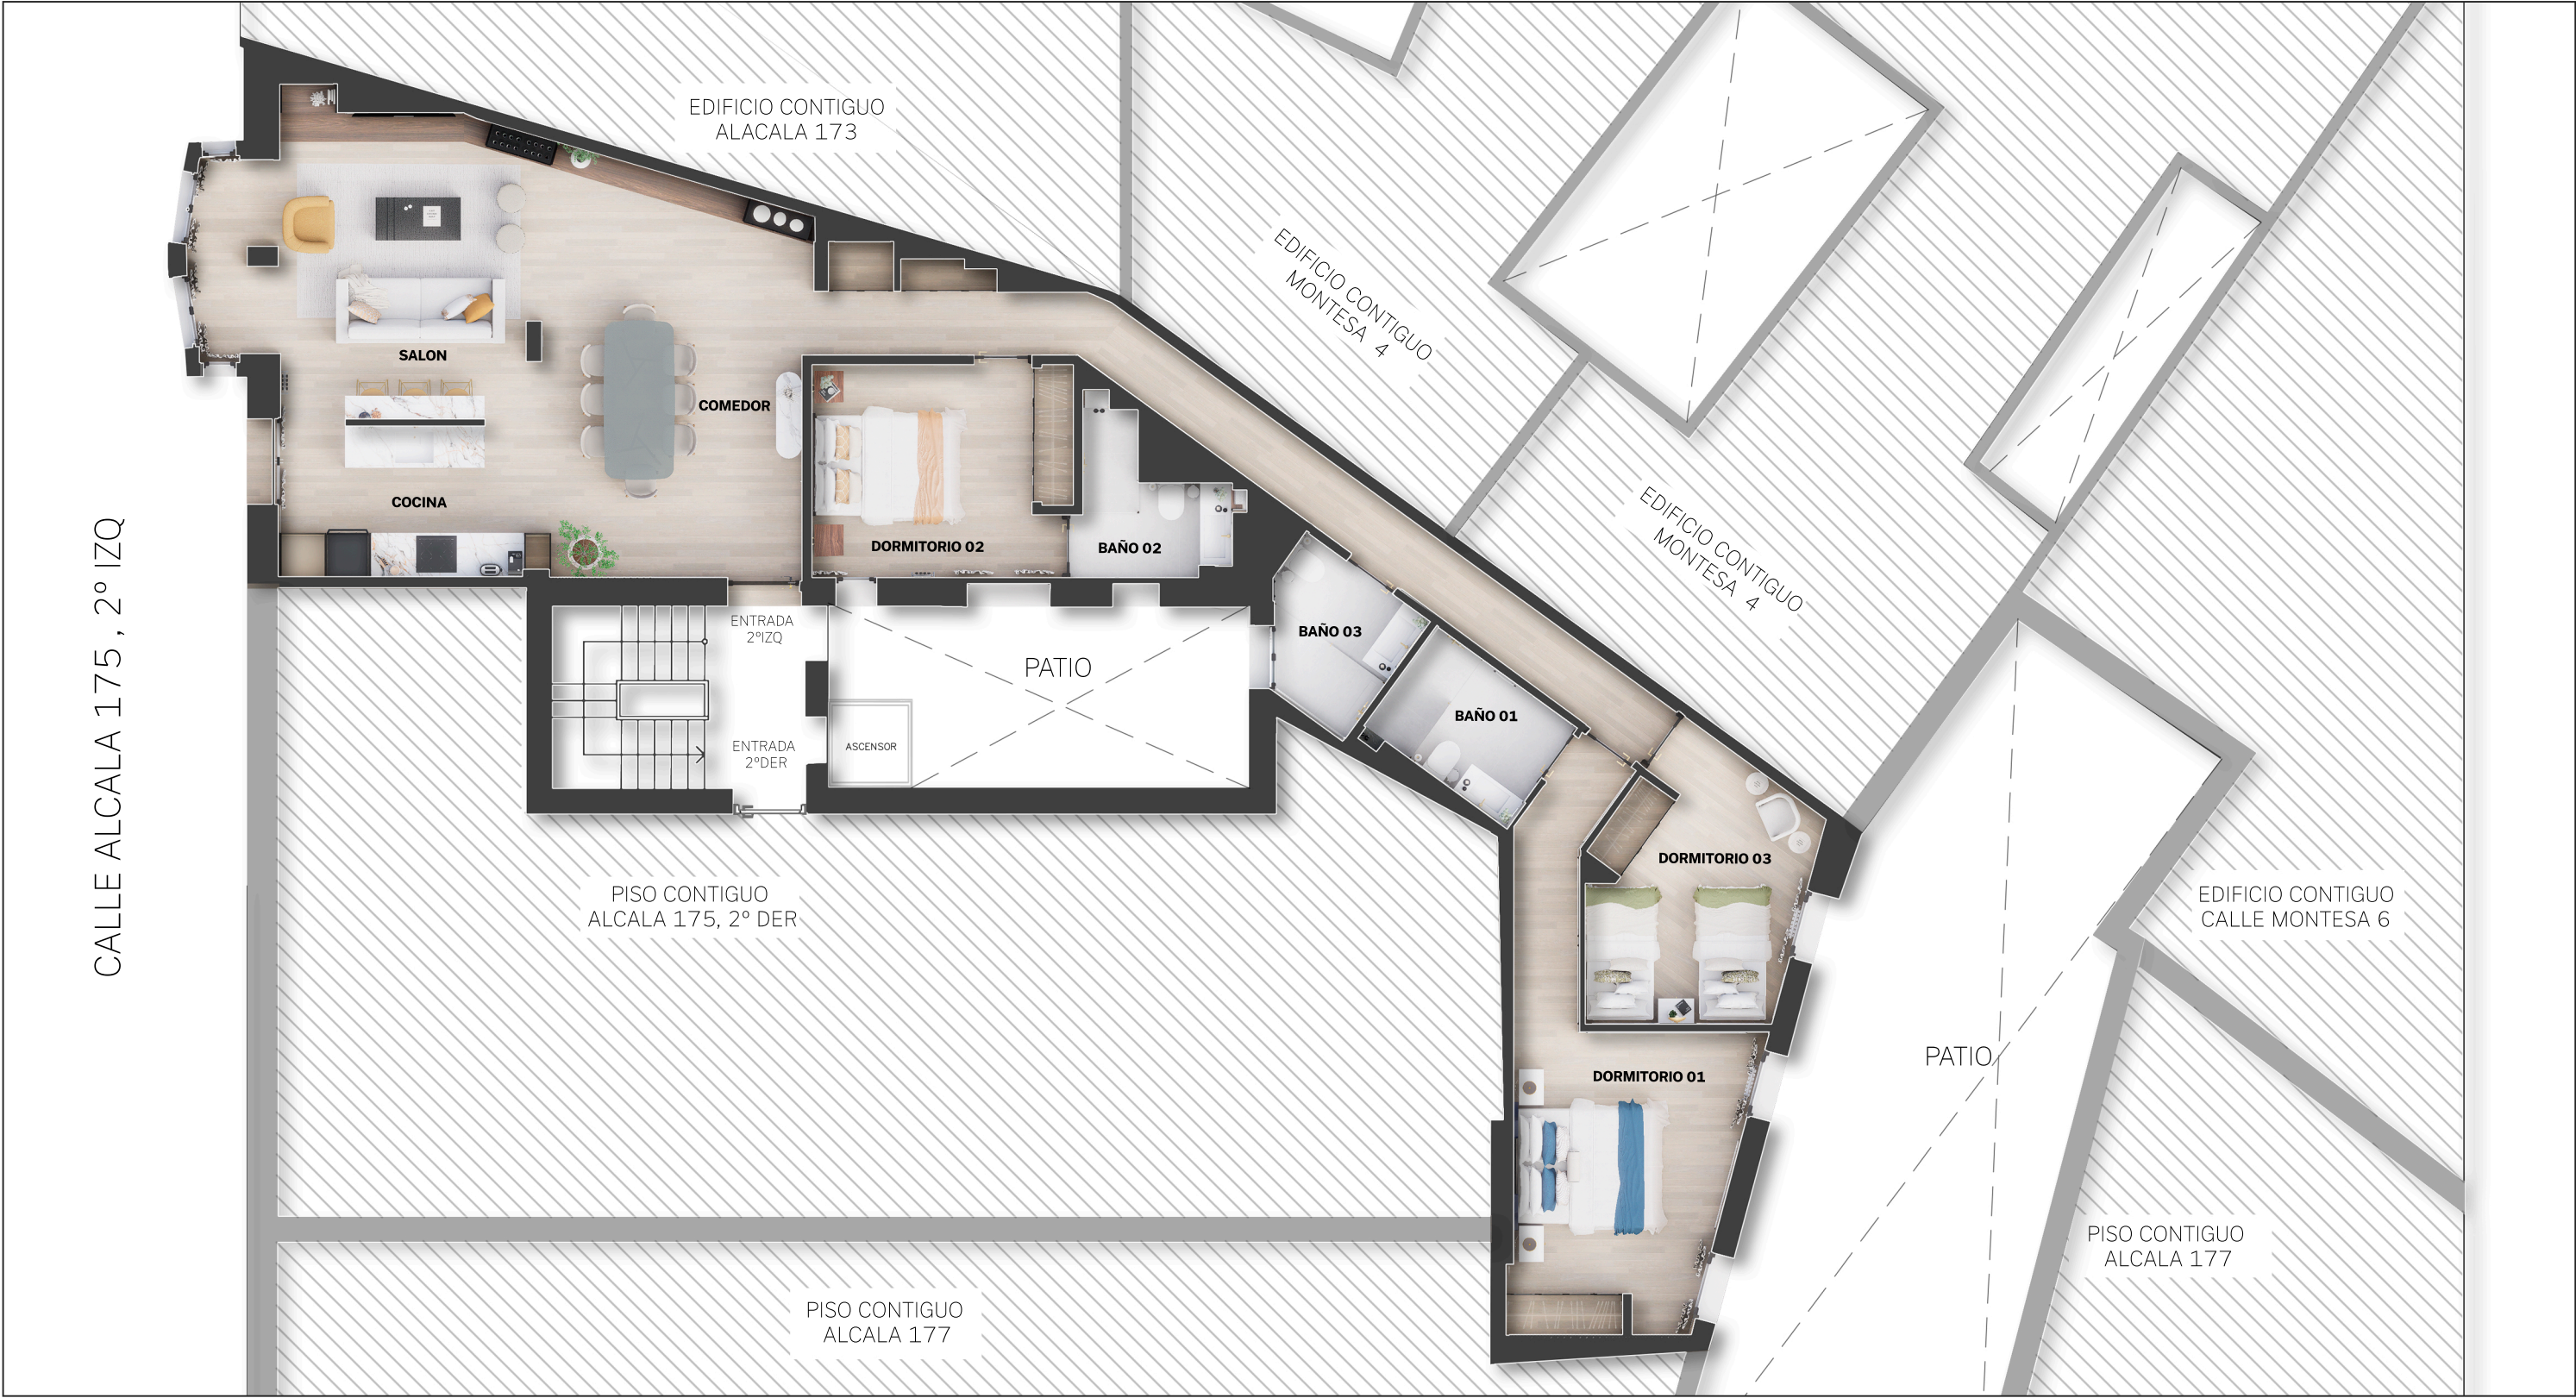 EDIFICIO CONTIGUO
ALACALA 173
EDIFICIO CONTIGUO
MONTESA 4
EDIFICIO CONTIGUO
MONTESA 4
SALON
COMEDOR
COCINA
DORMITORIO 02
BAÑO 02
CALLE ALCALA 175, 2º IZQ
ENTRADA
2ºIZQ
PATIO
BAÑO 03
BAÑO 01
ENTRADA
2ºDER
ASCENSOR
DORMITORIO 03
PISO CONTIGUO
ALCALA 175, 2º DER
EDIFICIO CONTIGUO
CALLE MONTESA 6
PATIO
DORMITORIO 01
PISO CONTIGUO
ALCALA 177
PISO CONTIGUO
ALCALA 177